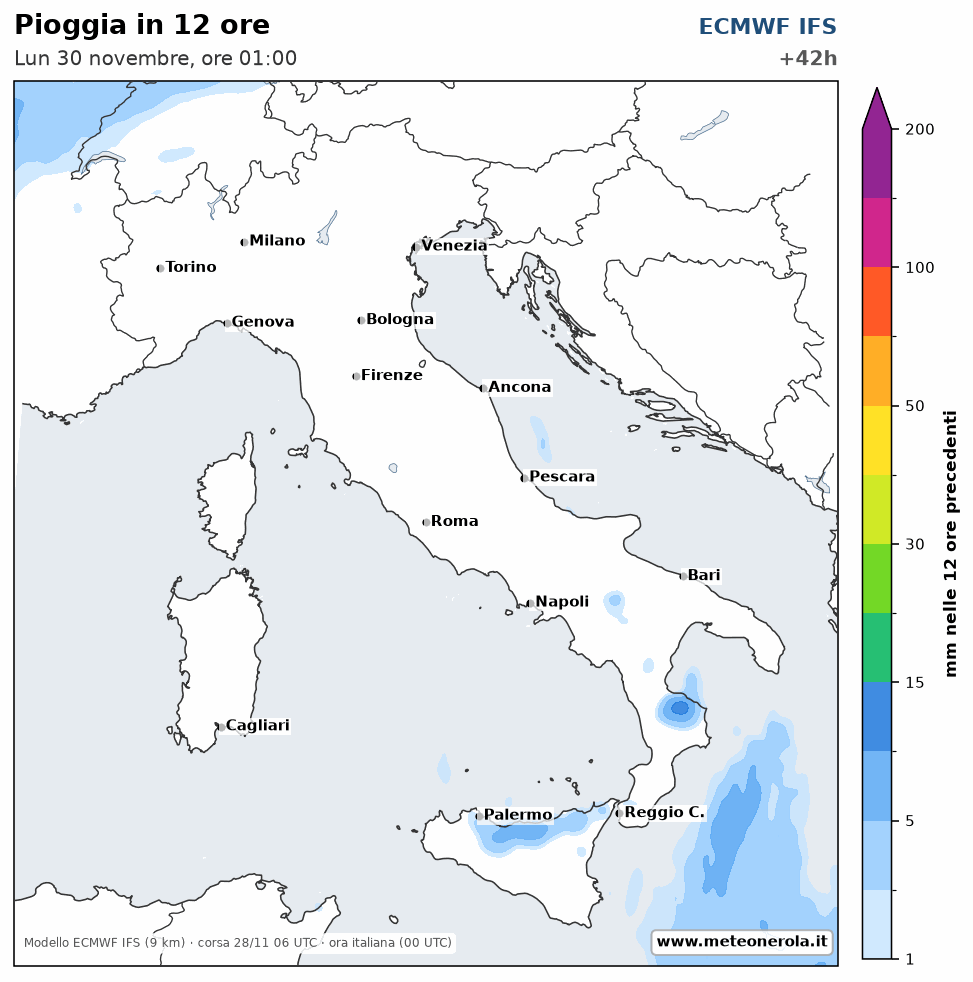 Pioggia in 12 ore
ECMWF IFS
Lun 30 novembre, ore 01:00
+42h
200
Milano
Venezia
Torino
100
Genova
Bologna
Firenze
Ancona
50
Pescara
Roma
30
Bari
Napoli
mm nelle 12 ore precedenti
15
Cagliari
Palermo
Reggio C.
5
Modello ECMWF IFS (9 km) · corsa 28/11 06 UTC · ora italiana (00 UTC)
www.meteonerola.it
1